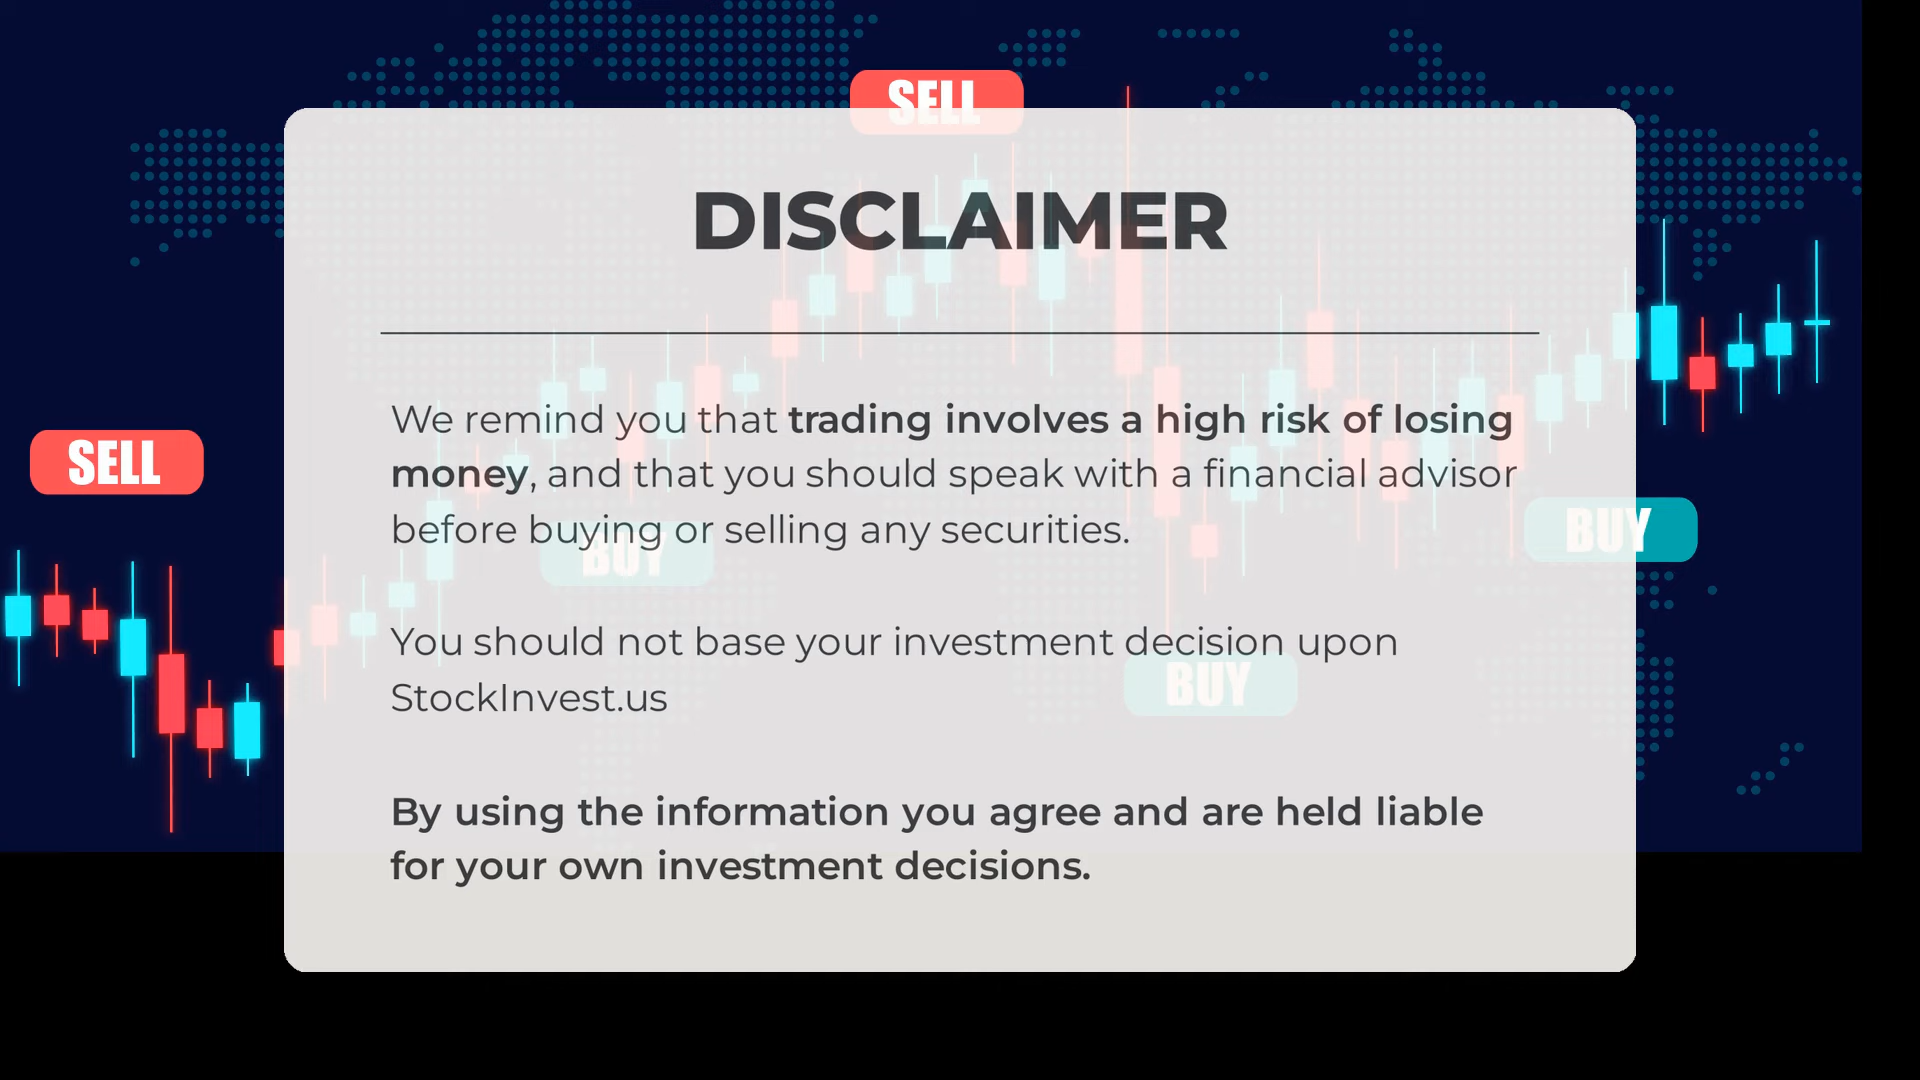 SELL
DISCLAIMER
We remind you that trading involves a high risk of losing
money, and that you should speak with a financial advisor
before buying or selling any securities.
SELL
BUY
BUY
You should not base your investment decision upon
StockInvest.us
BUY
By using the information you agree and are held liable
for your own investment decisions.